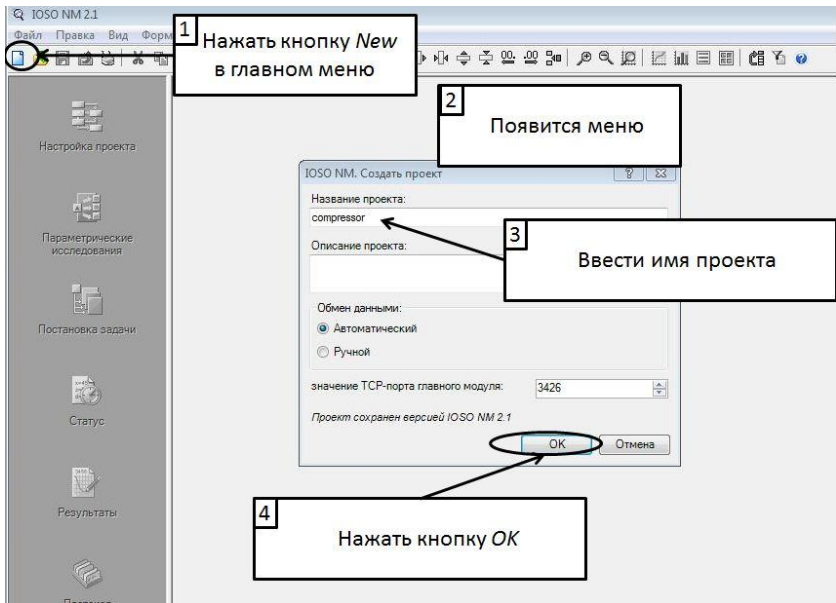 IOSO NM 2.1
Файл Правка Вид Форм
1
Нажать кнопку New
в главном меню
2
Появится меню
Настройка проекта
IOSO NM. Создать проект
Название проекта:
compressor
3
Ввести имя проекта
Описание проекта:
Параметрические
исследования
Обмен данными:
Автоматический
Ручной
Постановка задачи
значение TCP-порта главного модуля:
3426
Проект сохранен версией IOSO NM 2.1
Статус
OK
Отмена
4
Нажать кнопку OK
Результаты